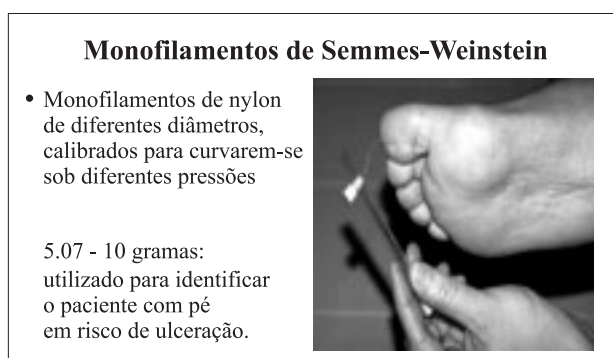 Monofilamentos de Semmes-Weinstein
• Monofilamentos de nylon
de diferentes diâmetros,
calibrados para curvarem-se
sob diferentes pressões
5.07 - 10 gramas:
utilizado para identificar
o paciente com pé
em risco de ulceração.